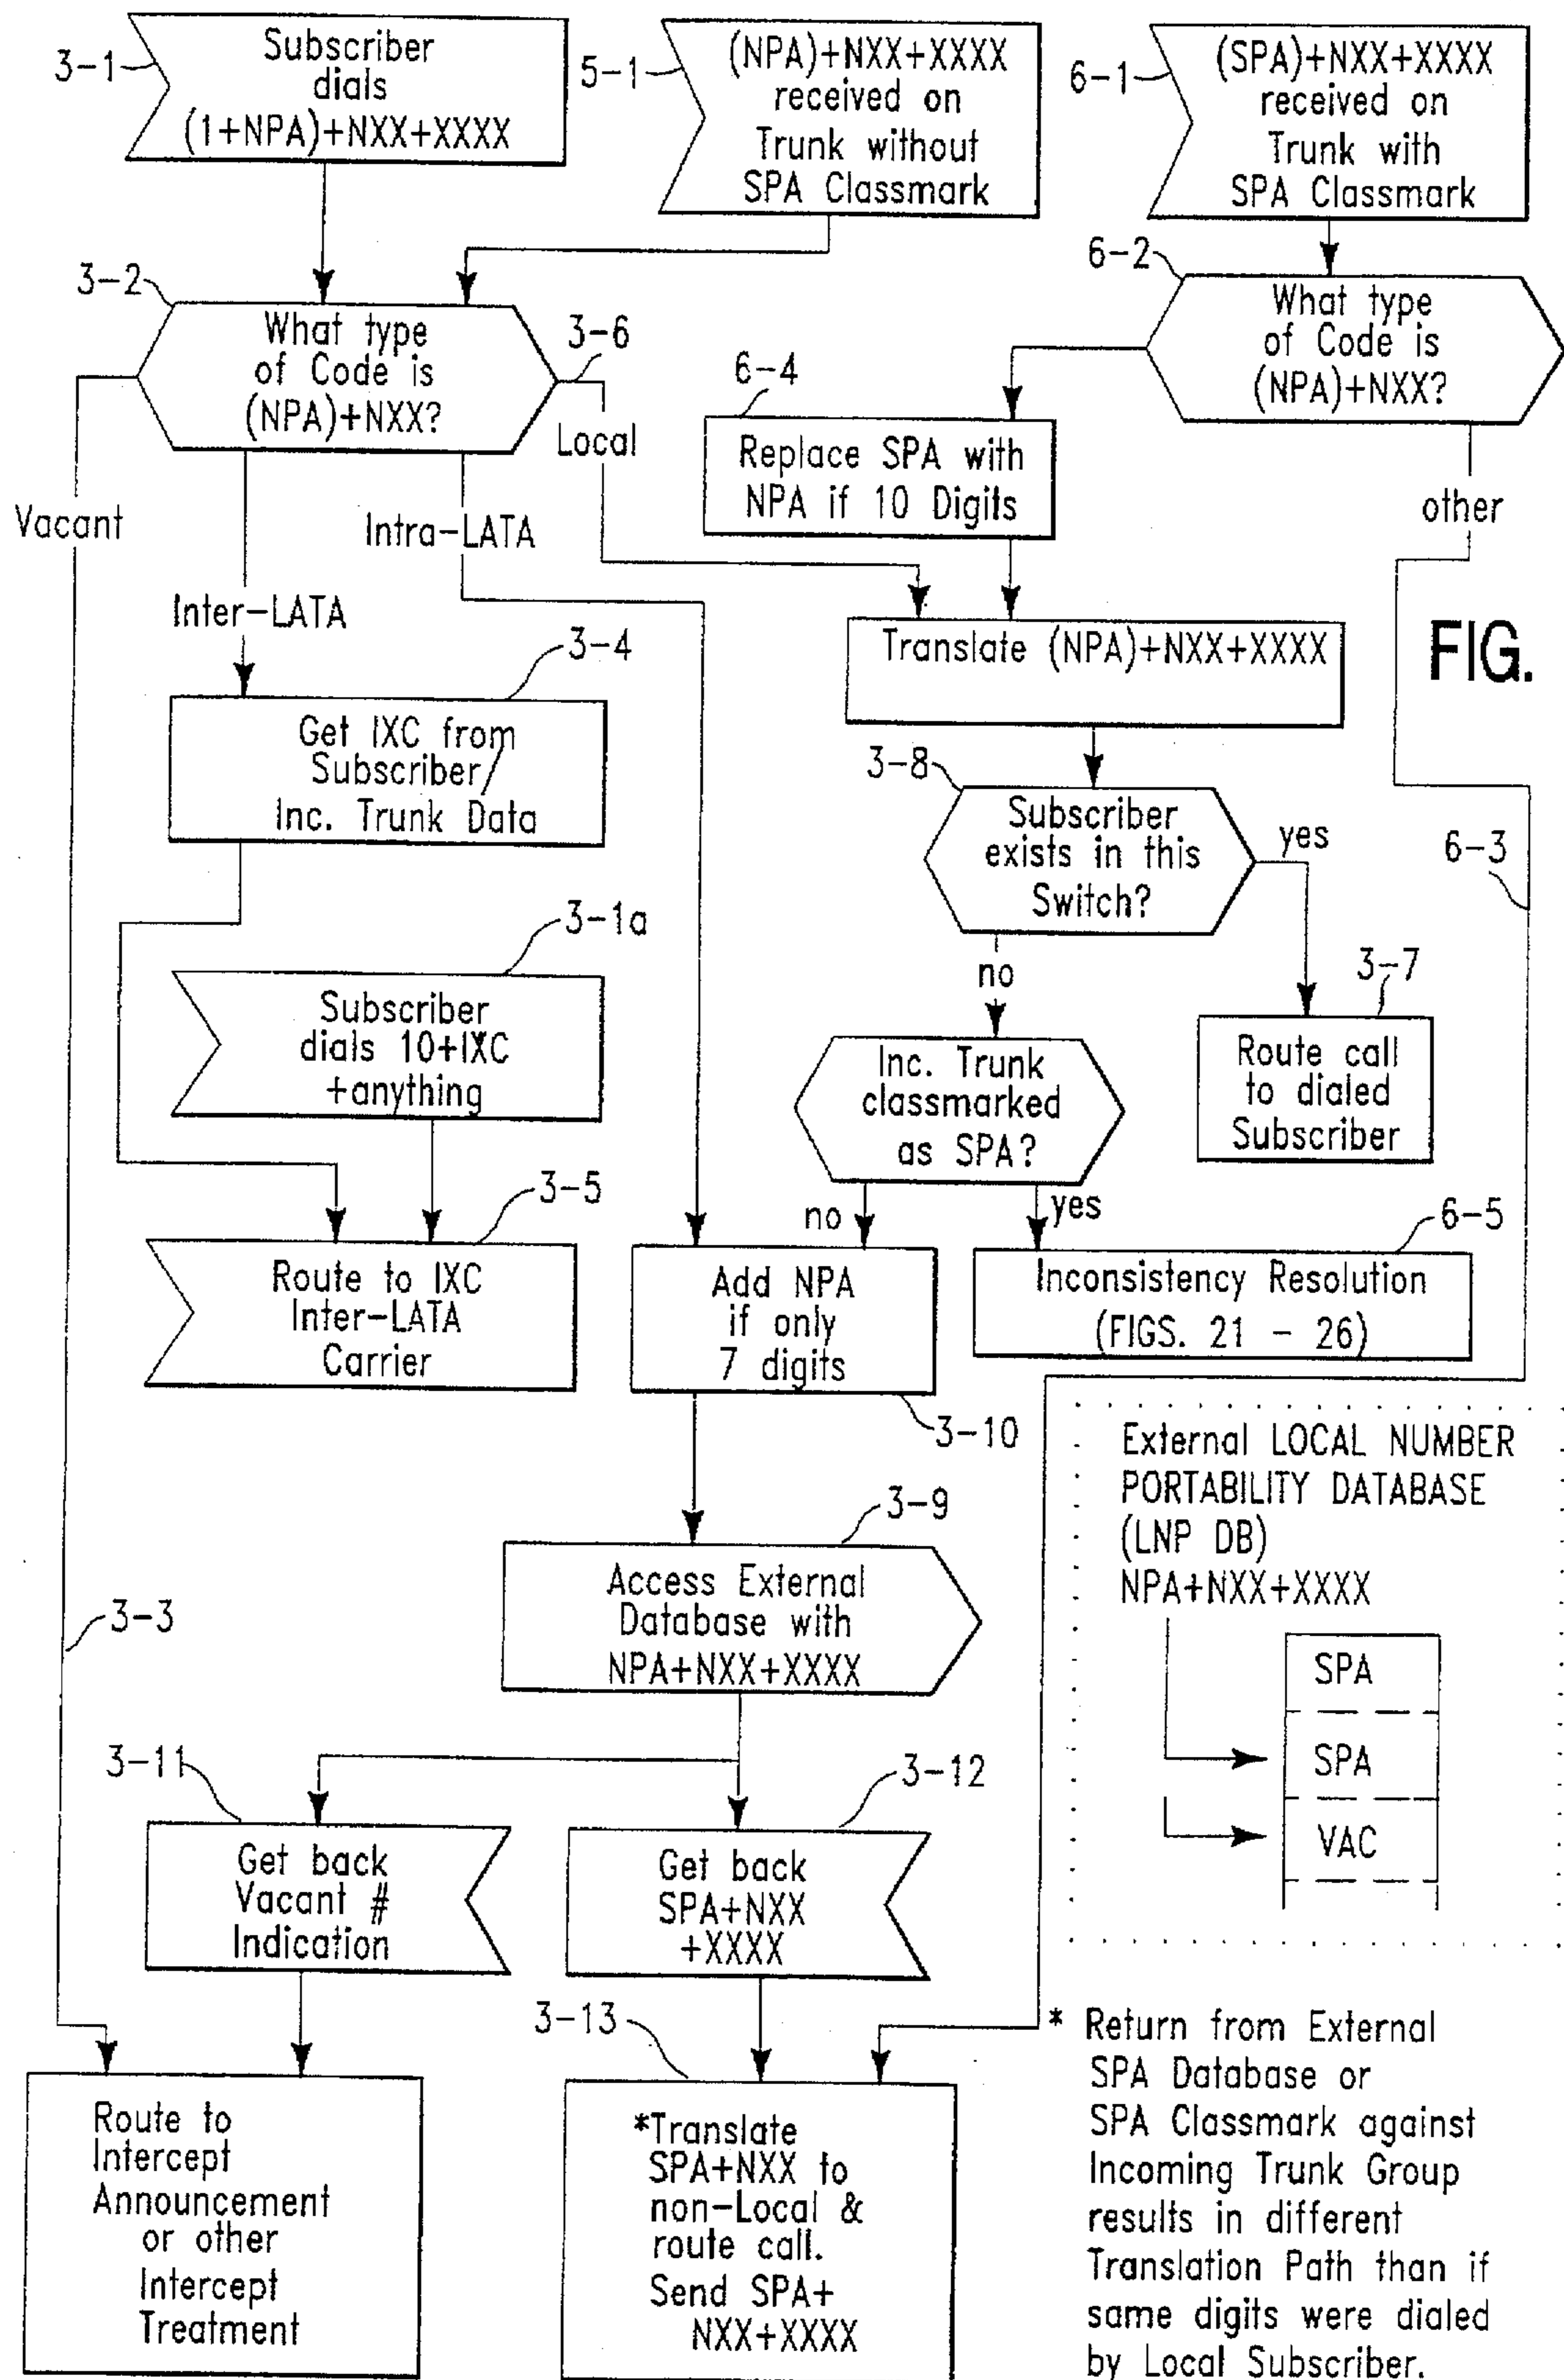 3-1
Subscriber
dials
(1+NPA)+NXX+XXXX
5-1
(NPA)+NXX+XXXX
received on
Trunk without
SPA Classmark
6-1
(SPA)+NXX+XXXX
received on
Trunk with
SPA Classmark
3-2
What type
of Code is
(NPA)+NXX?
3-6
Local
6-2
What type
of Code is
(NPA)+NXX?
6-4
Replace SPA with
NPA if 10 Digits
other
Vacant
Intra-LATA
Inter-LATA
Translate (NPA)+NXX+XXXX
FIG.
3-4
Get IXC from
Subscriber/
Inc. Trunk Data
3-8
Subscriber
exists in this
Switch?
yes
no
6-3
3-1a
Subscriber
dials 10+IXC
+anything
3-7
Route call
to dialed
Subscriber
Inc. Trunk
classmarked
as SPA?
no
yes
3-5
Route to IXC
Inter-LATA
Carrier
Add NPA
if only
7 digits
3-10
6-5
Inconsistency Resolution
(FIGS. 21 - 26)
External LOCAL NUMBER
PORTABILITY DATABASE
(LNP DB)
NPA+NXX+XXXX
SPA
SPA
VAC
3-9
Access External
Database with
NPA+NXX+XXXX
3-3
3-11
Get back
Vacant #
Indication
3-12
Get back
SPA+NXX
+XXXX
3-13
Route to
Intercept
Announcement
or other
Intercept
Treatment
*Translate
SPA+NXX to
non-Local &
route call.
Send SPA+
NXX+XXXX
* Return from External
SPA Database or
SPA Classmark against
Incoming Trunk Group
results in different
Translation Path than if
same digits were dialed
by Local Subscriber.